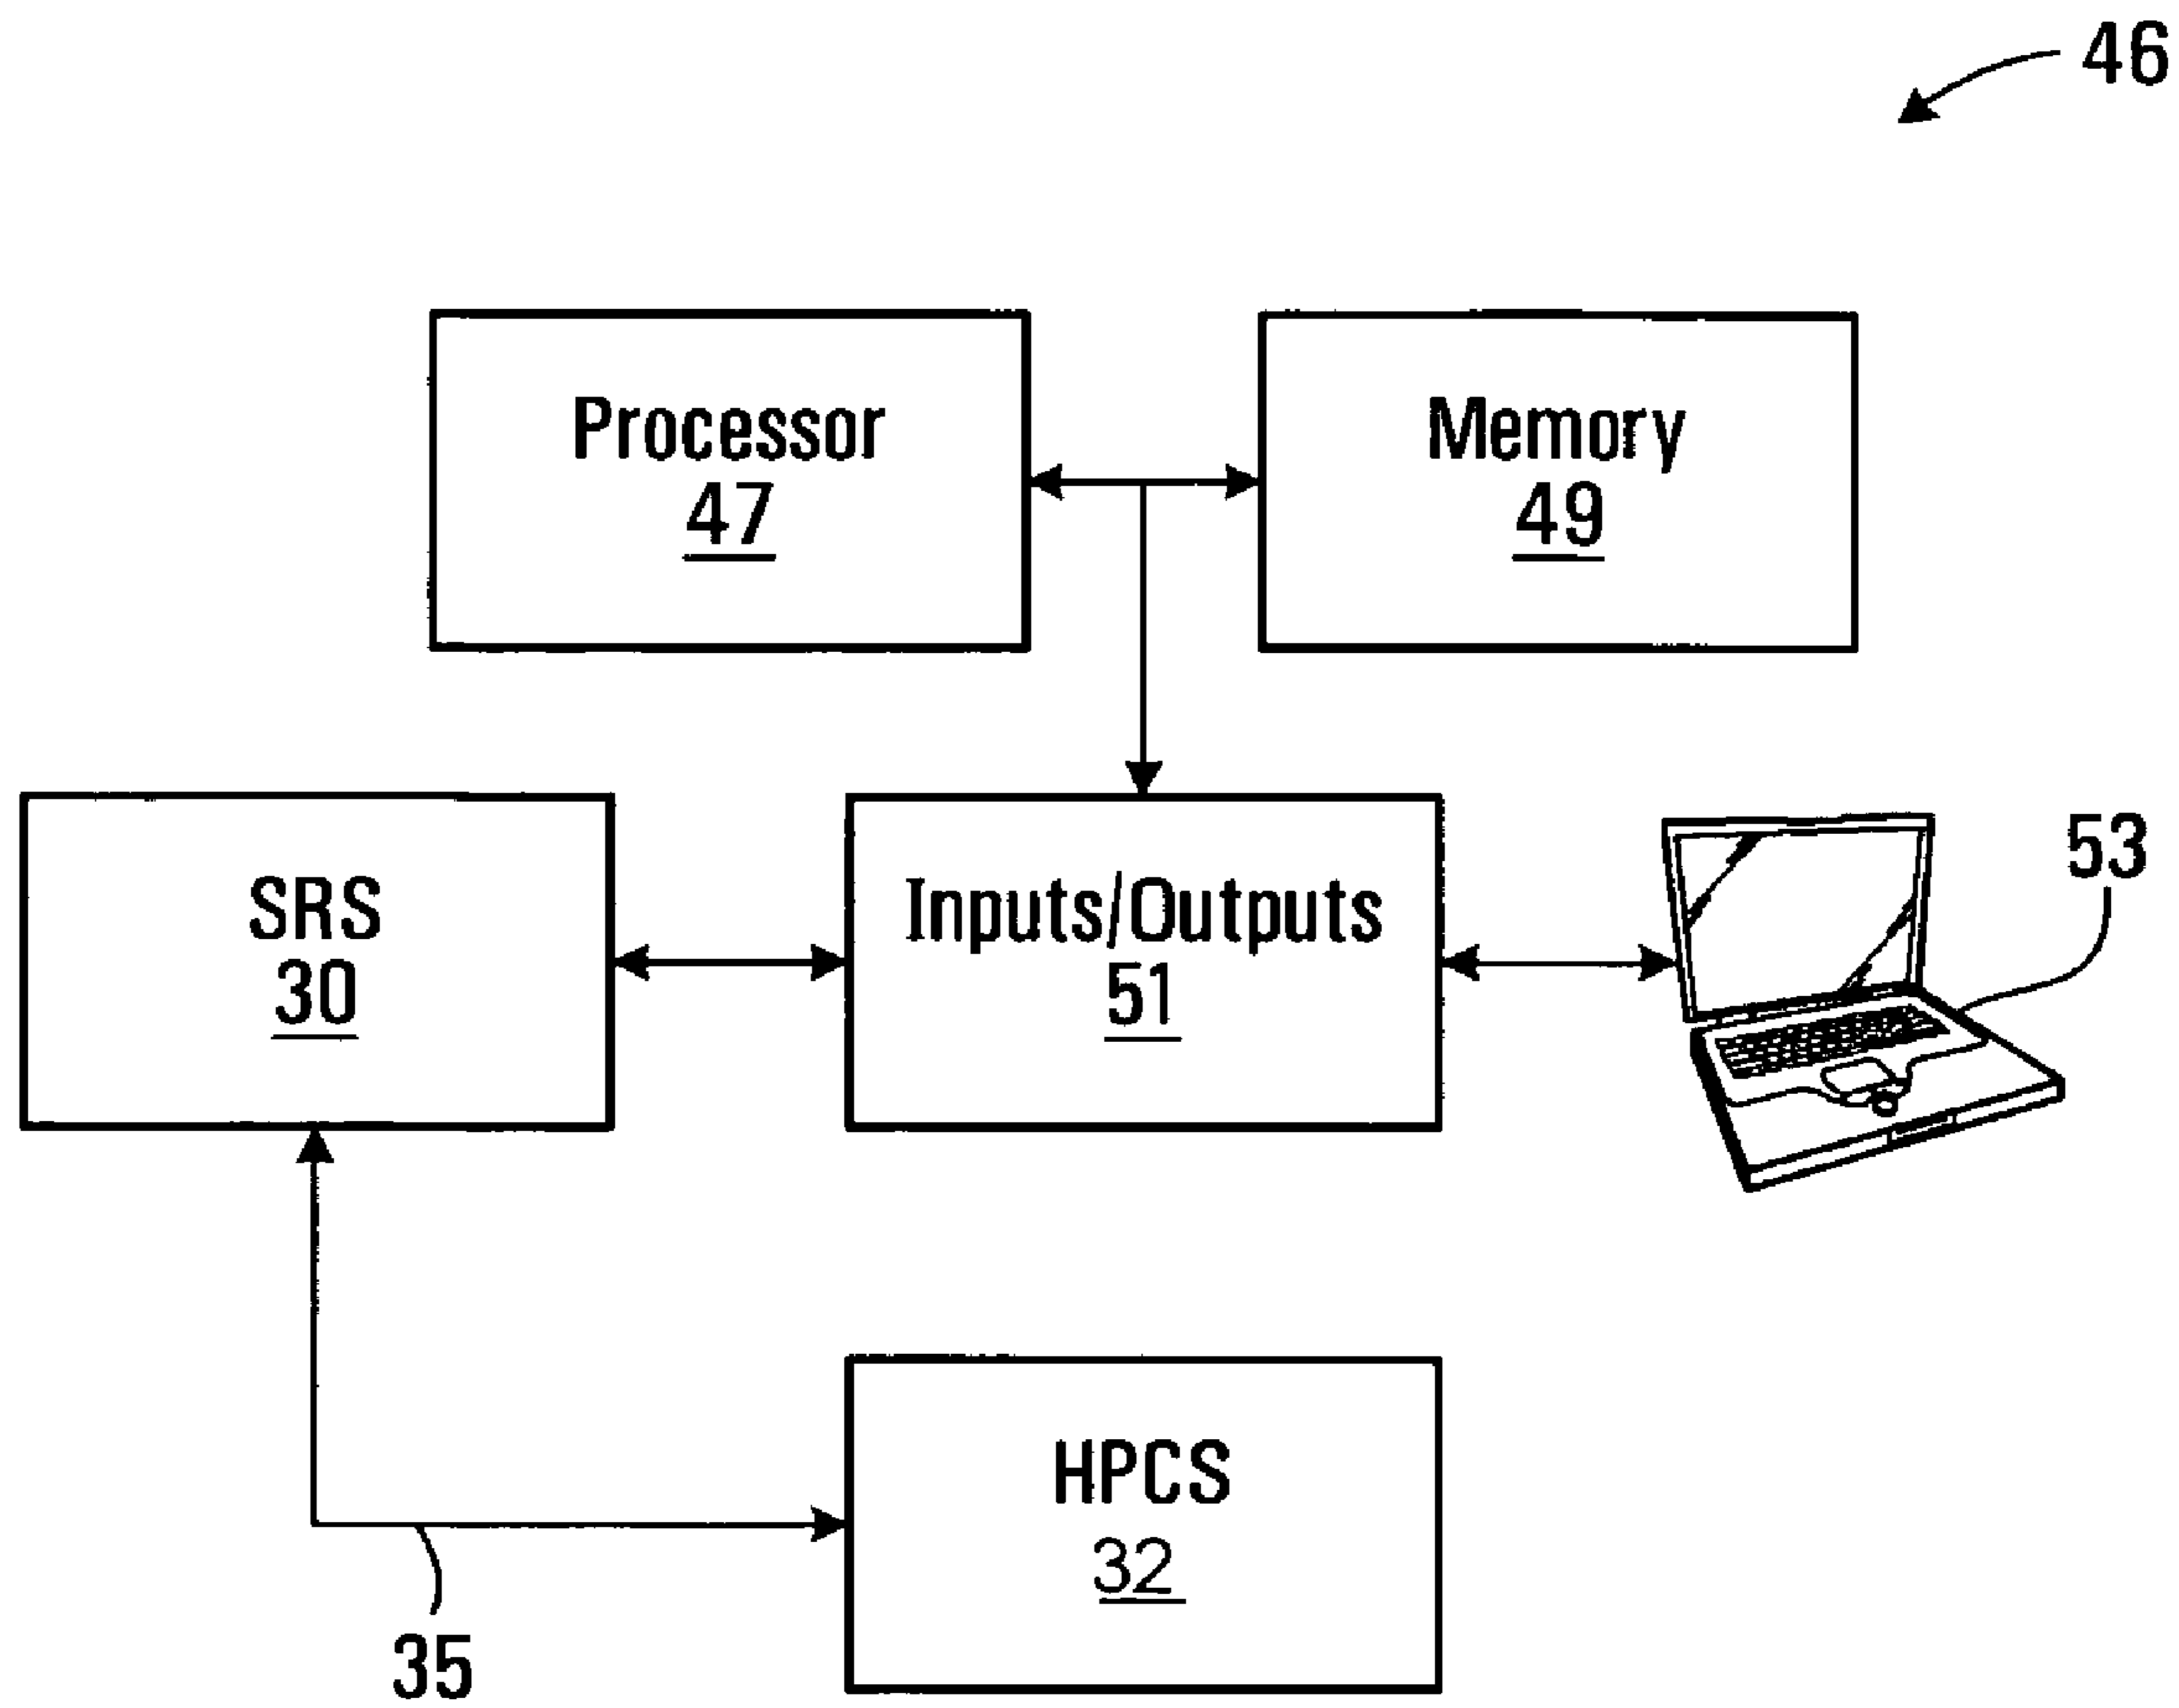 46
Processor
47
Memory
49
SRS
30
Inputs/Outputs
51
53
HPCS
32
35